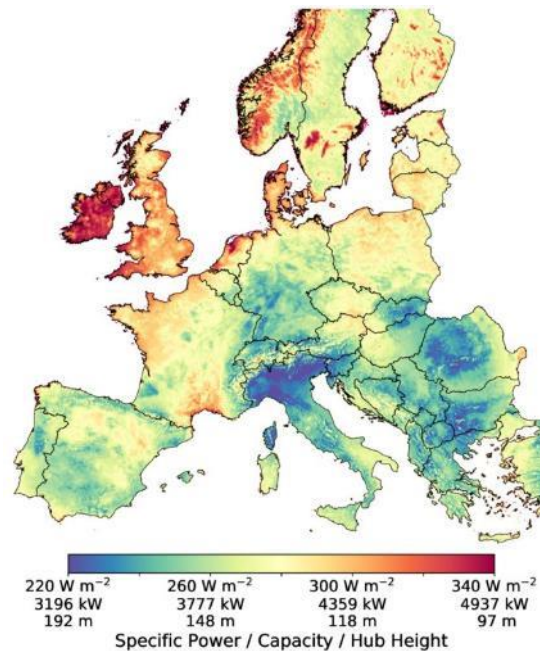 220 W m⁻² 260 W m⁻² 300 W m⁻² 340 W m⁻²
3196 kW 3777 kW 4359 kW 4937 kW
192 m 148 m 118 m 97 m
Specific Power / Capacity / Hub Height